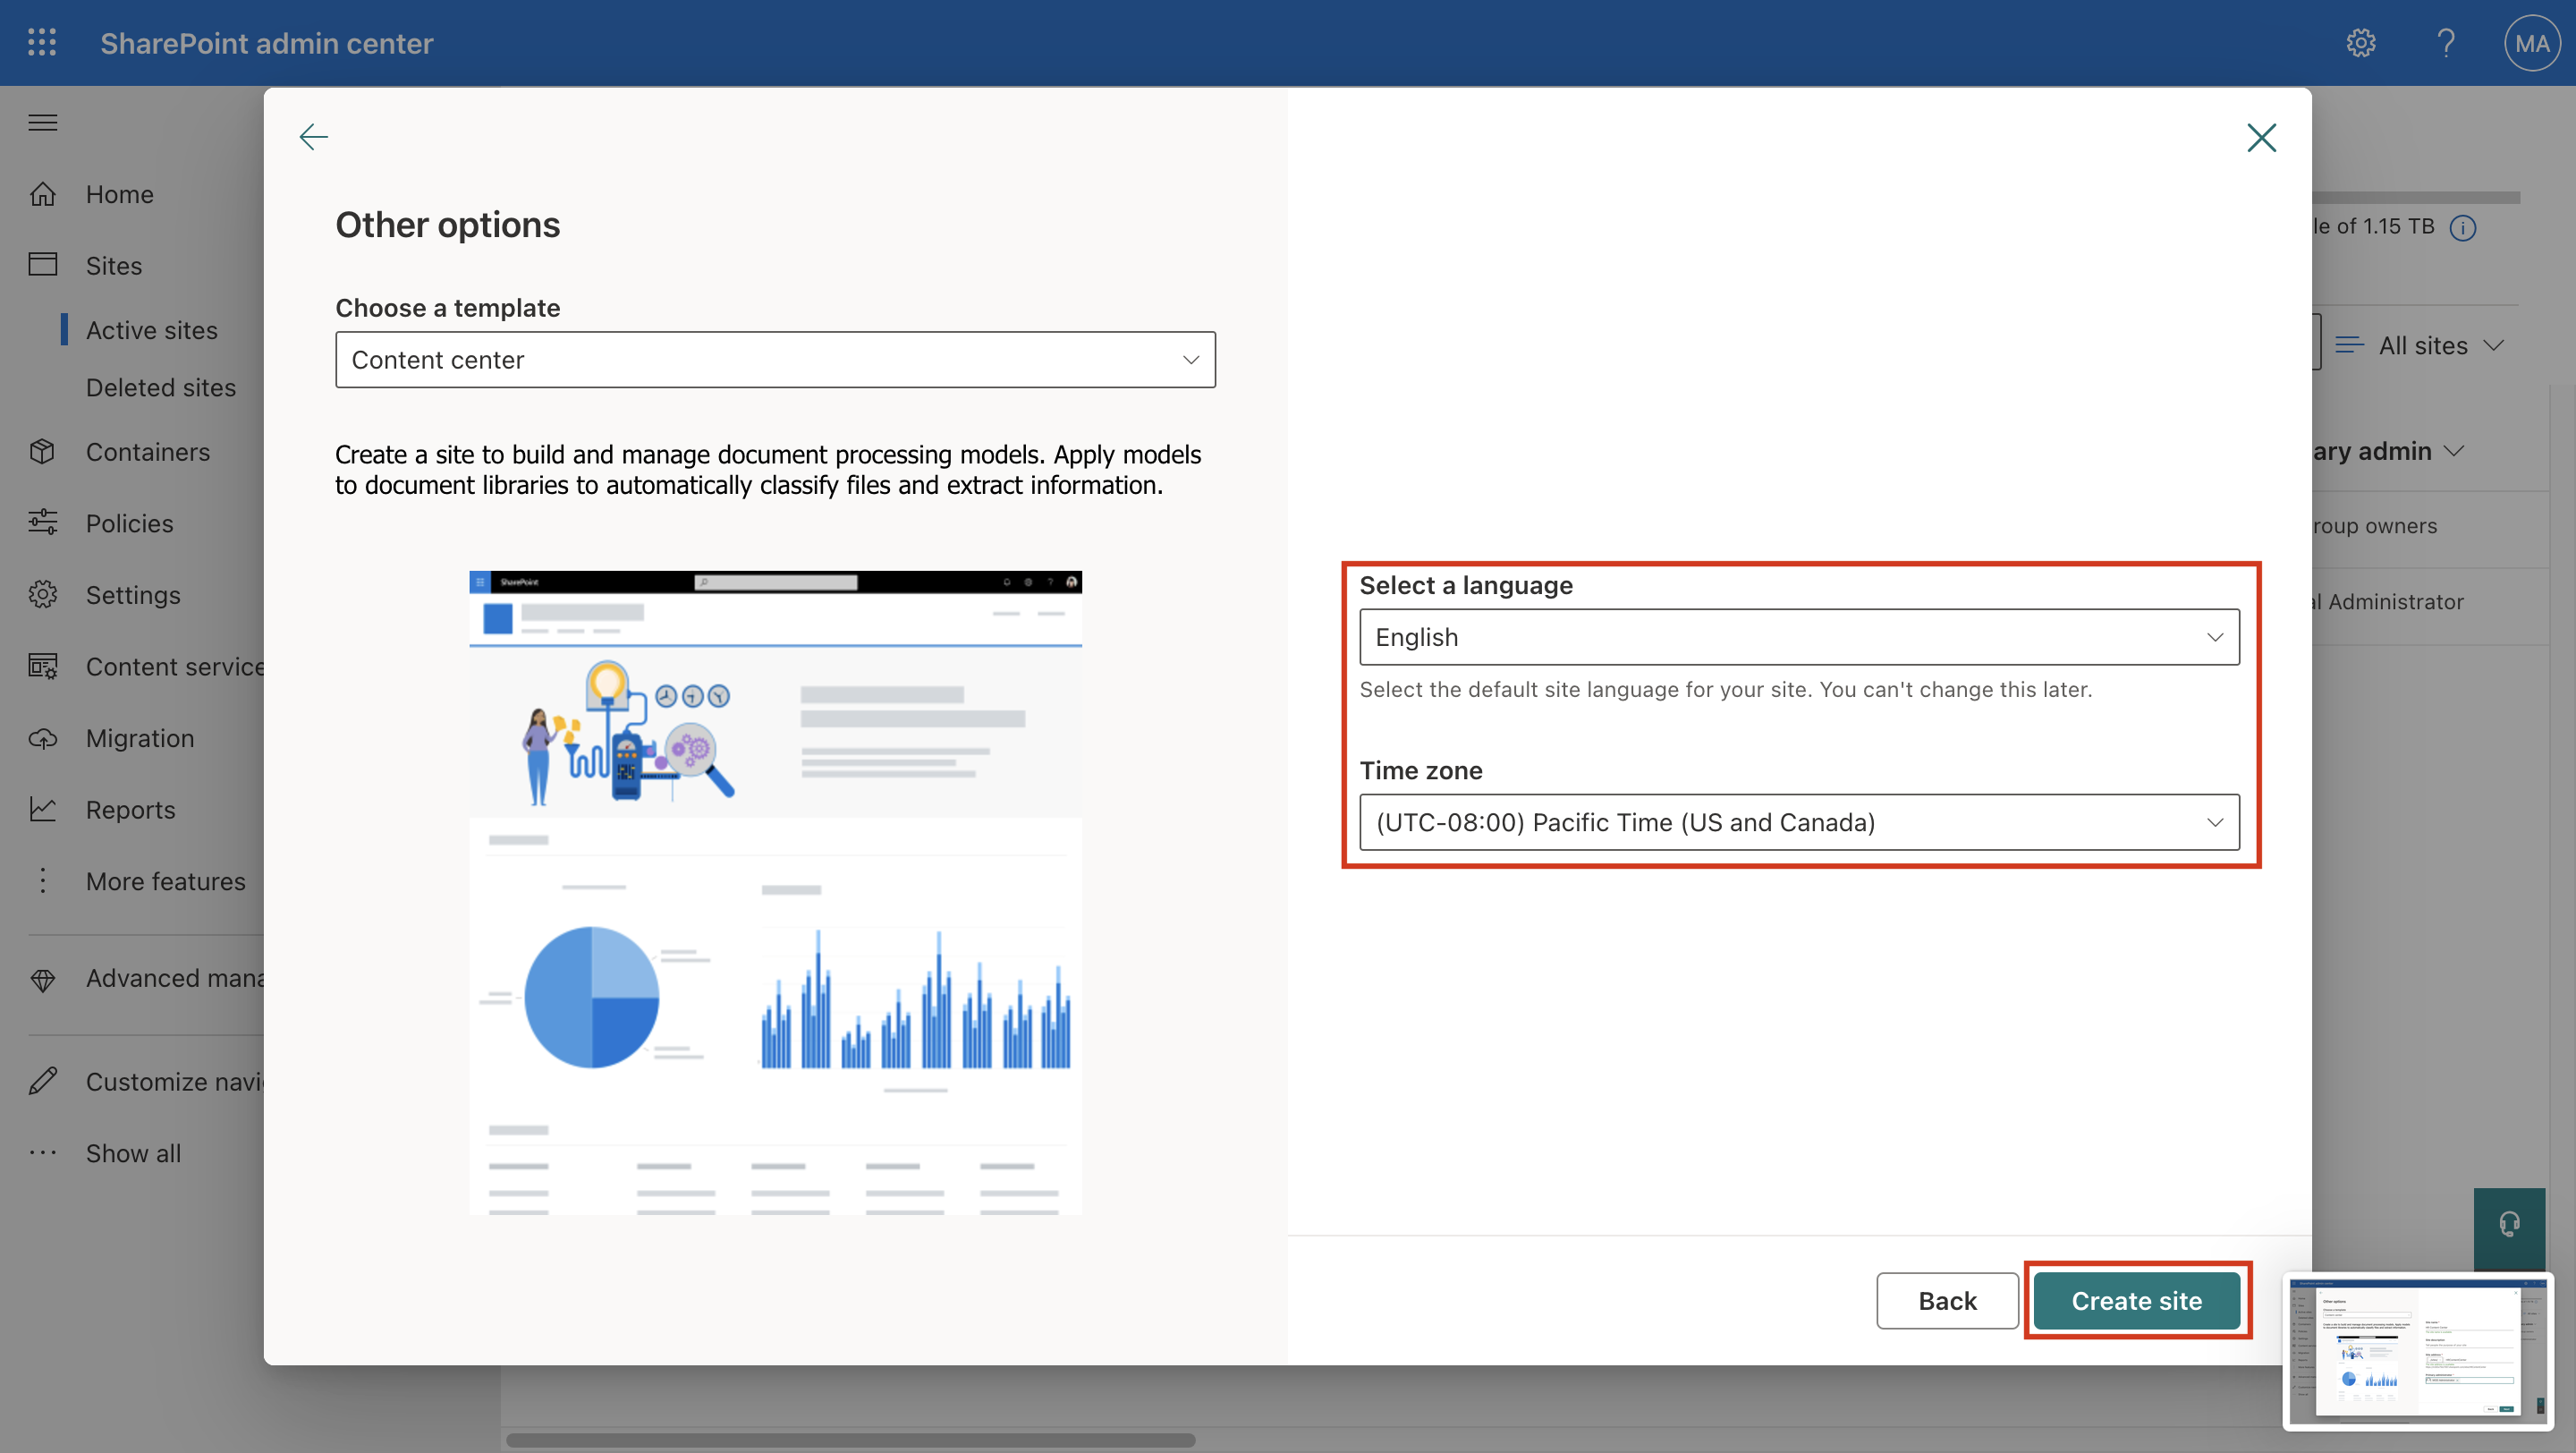 SharePoint admin center
MA
Home
Sites
Active sites
Deleted sites
Containers
Policies
Settings
Content service
Migration
Reports
More features
Advanced mana
Customize navi
Show all
Other options
Choose a template
Content center
Create a site to build and manage document processing models. Apply models
to document libraries to automatically classify files and extract information.
SharePoint
Select a language
English
Select the default site language for your site. You can't change this later.
Time zone
(UTC-08:00) Pacific Time (US and Canada)
Back
Create site
le of 1.15 TB
All sites
ary admin
roup owners
al Administrator